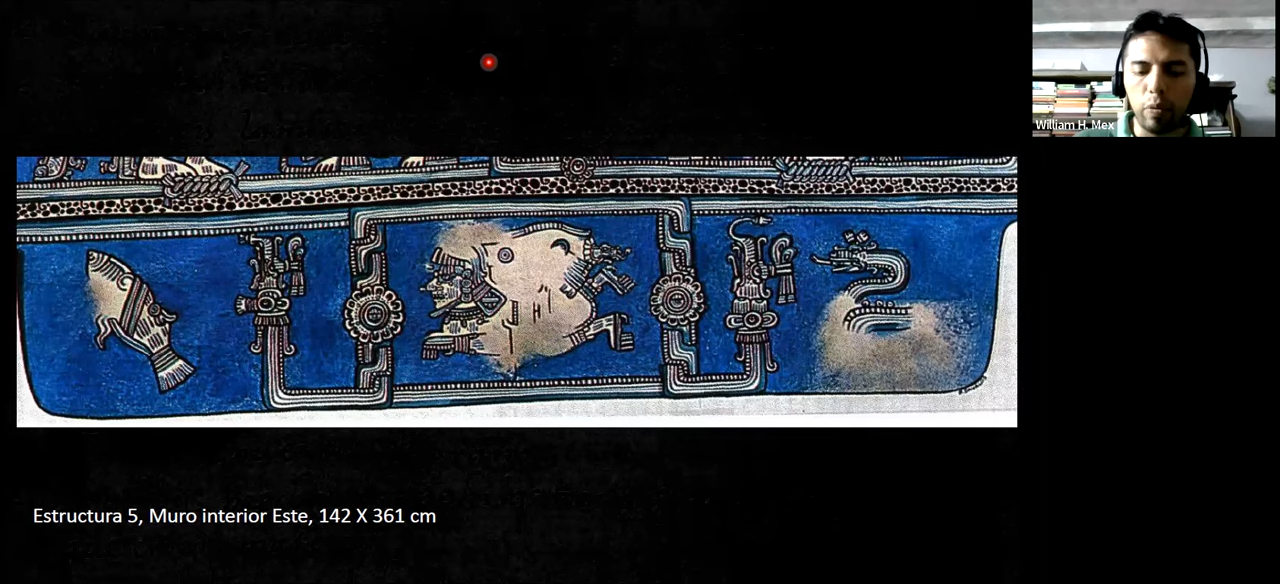 William H. Mex
Estructura 5, Muro interior Este, 142 X 361 cm